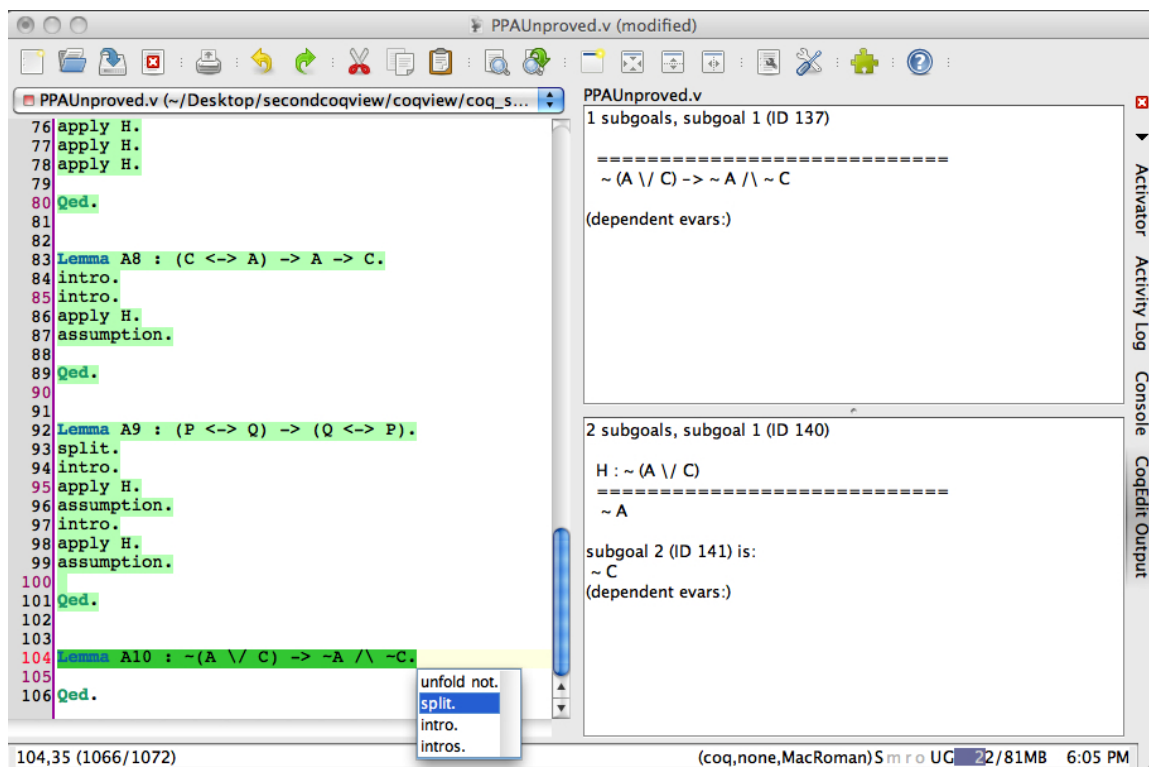 PPAUnproved.v (modified)
PPAUnproved.v (~/Desktop/secondcoqview/coqview/coq_s...
76 apply H.
77 apply H.
78 apply H.
79
80 Qed.
81
82
83 Lemma A8 : (C <-> A) -> A -> C.
84 intro.
85 intro.
86 apply H.
87 assumption.
88
89 Qed.
90
91
92 Lemma A9 : (P <-> Q) -> (Q <-> P).
93 split.
94 intro.
95 apply H.
96 assumption.
97 intro.
98 apply H.
99 assumption.
100
101 Qed.
102
103
104 Lemma A10 : ~(A \/ C) -> ~A /\ ~C.
105
106 Qed.
unfold not.
split.
intro.
intros.
PPAUnproved.v
1 subgoals, subgoal 1 (ID 137)
============================
~ (A \/ C) -> ~ A /\ ~ C
(dependent evars:)
2 subgoals, subgoal 1 (ID 140)
H : ~ (A \/ C)
============================
~ A
subgoal 2 (ID 141) is:
~ C
(dependent evars:)
Activator
Activity Log
Console
CoqEdit Output
104,35 (1066/1072)
(coq,none,MacRoman) S m r o UG 22/81MB 6:05 PM